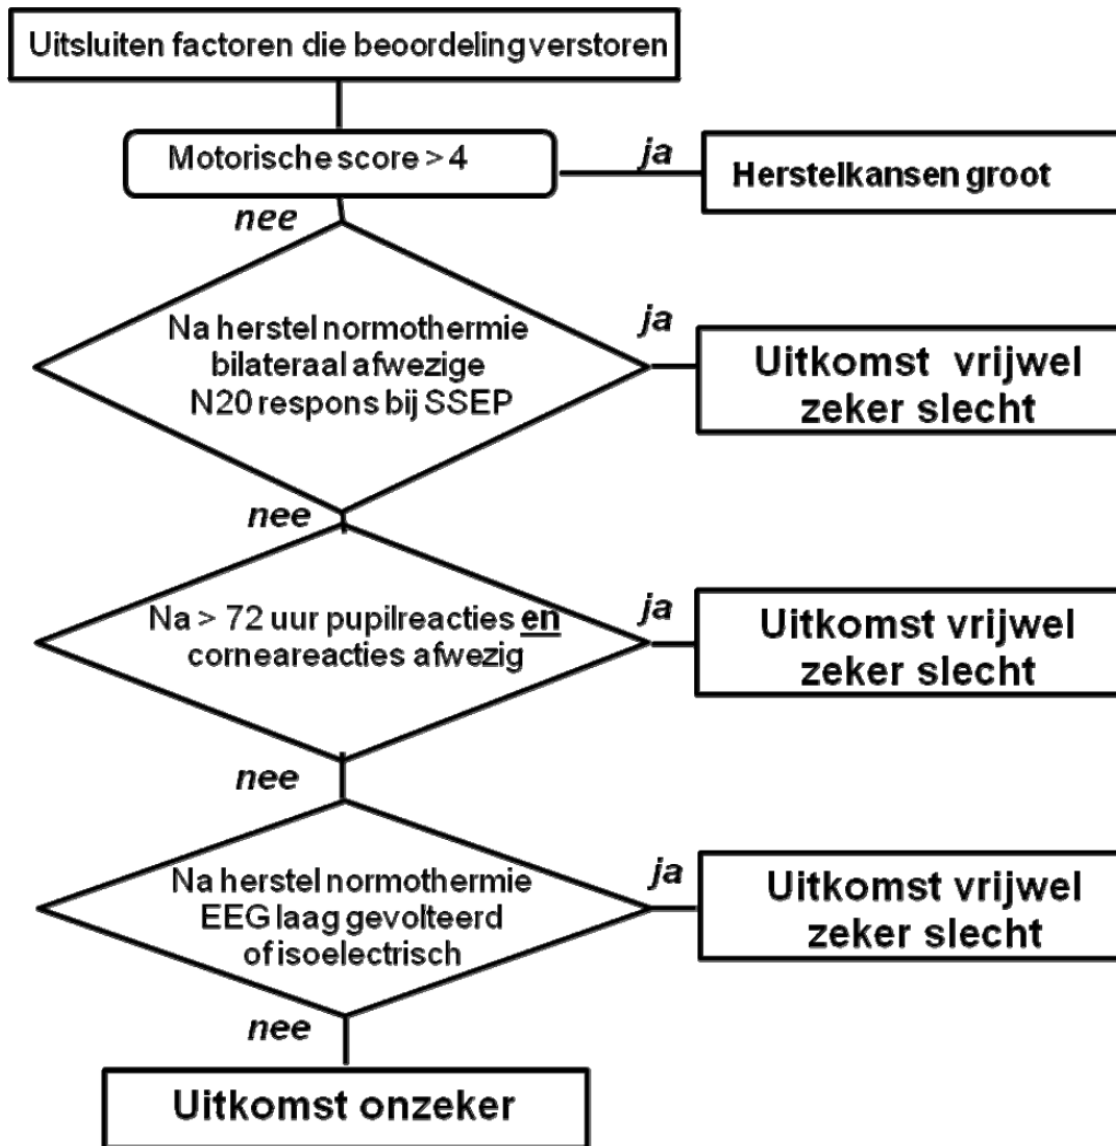 Uitsluiten factoren die beoordeling verstoren
Motorische score > 4
ja
Herstelkansen groot
nee
Na herstel normothermie
bilateraal afwezige
N20 respons bij SSEP
ja
Uitkomst vrijwel
zeker slecht
nee
Na > 72 uur pupilreacties en
corneareacties afwezig
ja
Uitkomst vrijwel
zeker slecht
nee
Na herstel normothermie
EEG laag gevolteerd
of isoelectrisch
ja
Uitkomst vrijwel
zeker slecht
nee
Uitkomst onzeker